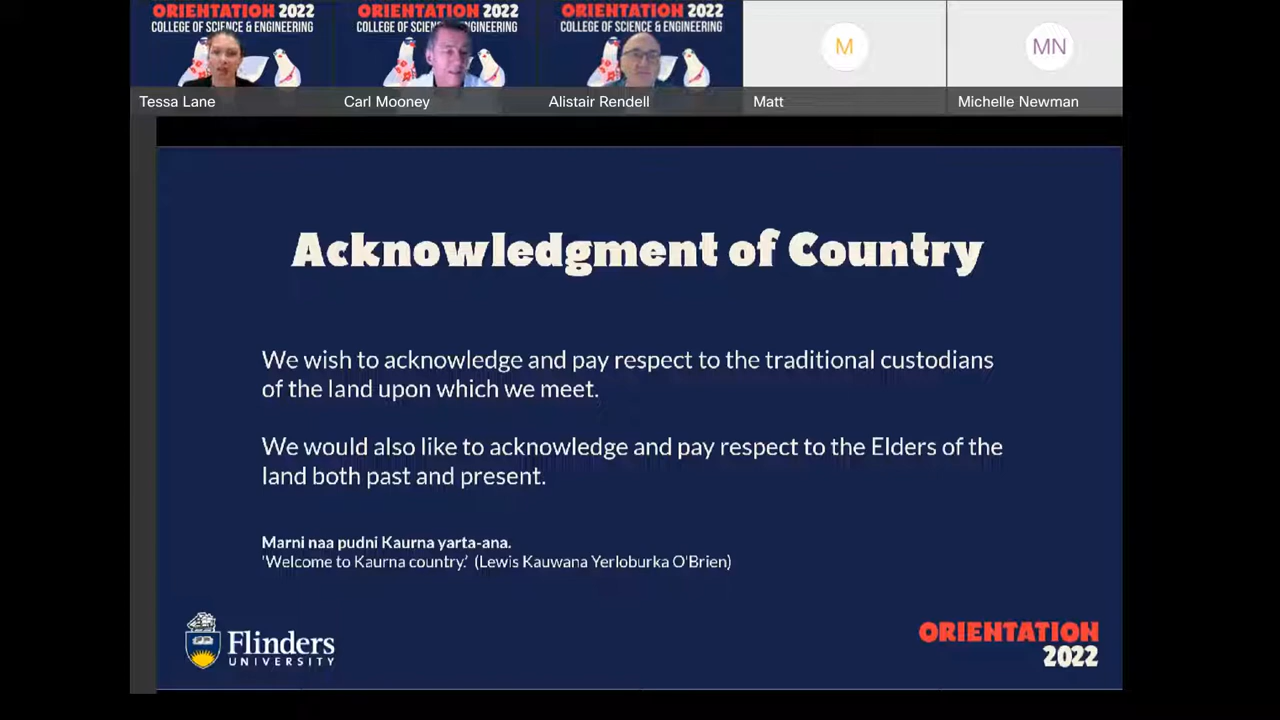 ORIENTATION 2022
COLLEGE OF SCIENCE & ENGINEERING
ORIENTATION 2022
COLLEGE OF SCIENCE & ENGINEERING
ORIENTATION 2022
COLLEGE OF SCIENCE & ENGINEERING
M
MN
Tessa Lane
Carl Mooney
Alistair Rendell
Matt
Michelle Newman
Acknowledgment of Country
We wish to acknowledge and pay respect to the traditional custodians
of the land upon which we meet.
We would also like to acknowledge and pay respect to the Elders of the
land both past and present.
Marni naa pudni Kaurna yarta-ana.
'Welcome to Kaurna country.' (Lewis Kauwana Yerloburka O'Brien)
Flinders
UNIVERSITY
ORIENTATION
2022